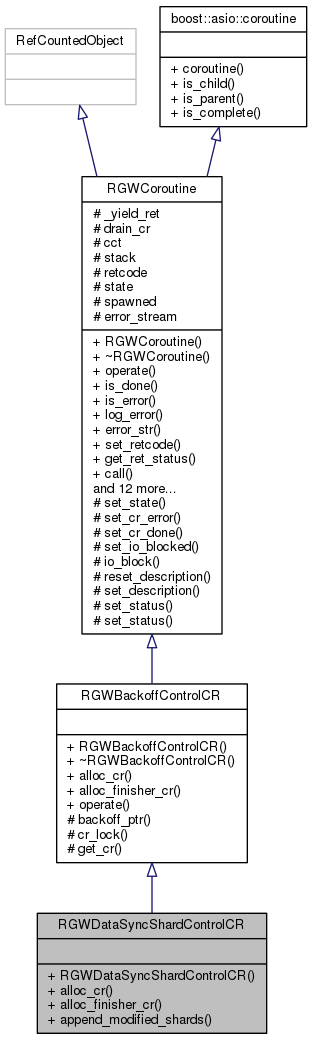 RefCountedObject
boost::asio::coroutine
+ coroutine()
+ is_child()
+ is_parent()
+ is_complete()
RGWCoroutine
# _yield_ret
# drain_cr
# cct
# stack
# retcode
# state
# spawned
# error_stream
+ RGWCoroutine()
+ ~RGWCoroutine()
+ operate()
+ is_done()
+ is_error()
+ log_error()
+ error_str()
+ set_retcode()
+ get_ret_status()
+ call()
and 12 more...
# set_state()
# set_cr_error()
# set_cr_done()
# set_io_blocked()
# io_block()
# reset_description()
# set_description()
# set_status()
# set_status()
RGWBackoffControlCR
+ RGWBackoffControlCR()
+ ~RGWBackoffControlCR()
+ alloc_cr()
+ alloc_finisher_cr()
+ operate()
# backoff_ptr()
# cr_lock()
# get_cr()
RGWDataSyncShardControlCR
+ RGWDataSyncShardControlCR()
+ alloc_cr()
+ alloc_finisher_cr()
+ append_modified_shards()